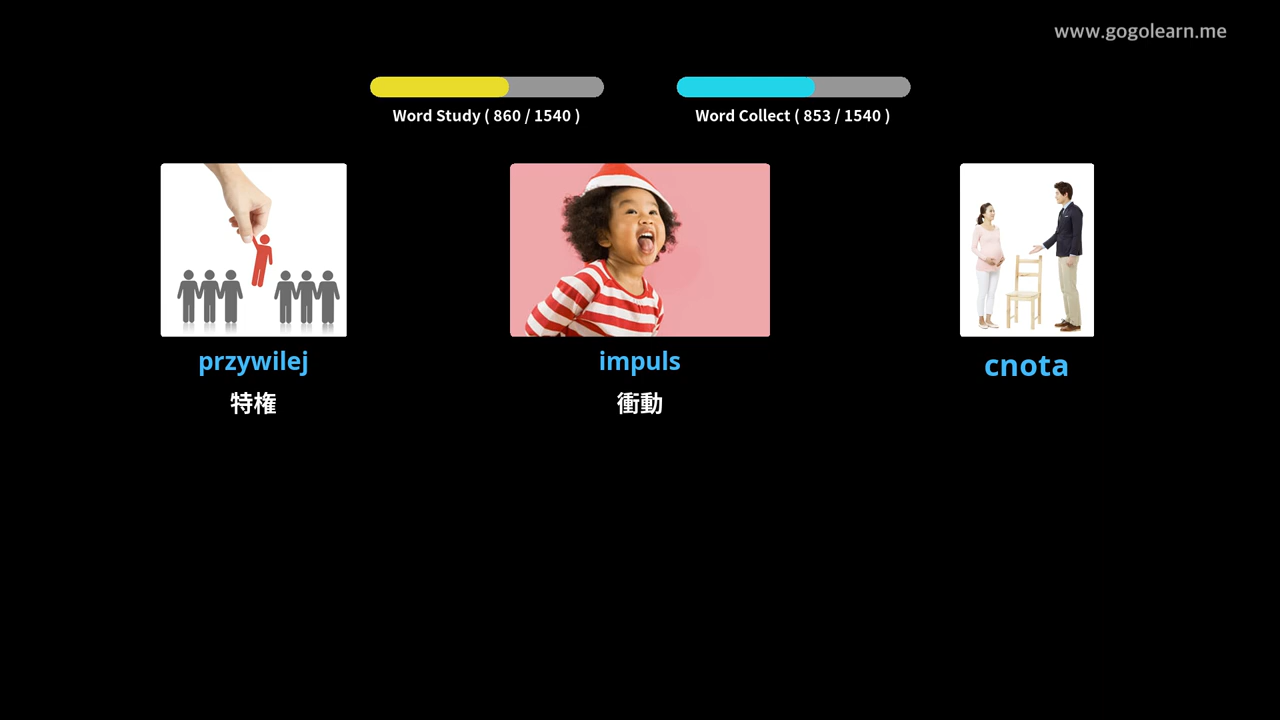 www.gogolearn.me
Word Study ( 860 / 1540 )
Word Collect ( 853 / 1540 )
przywilej
impuls
cnota
特権
衝動